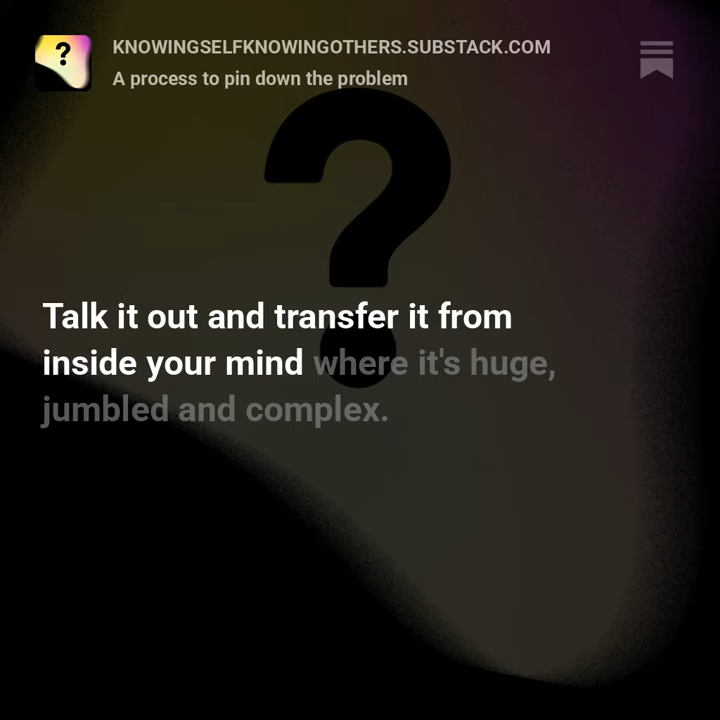 ?
KNOWINGSELFKNOWINGOTHERS.SUBSTACK.COM
A process to pin down the problem
?
Talk it out and transfer it from
inside your mind where it's huge,
jumbled and complex.